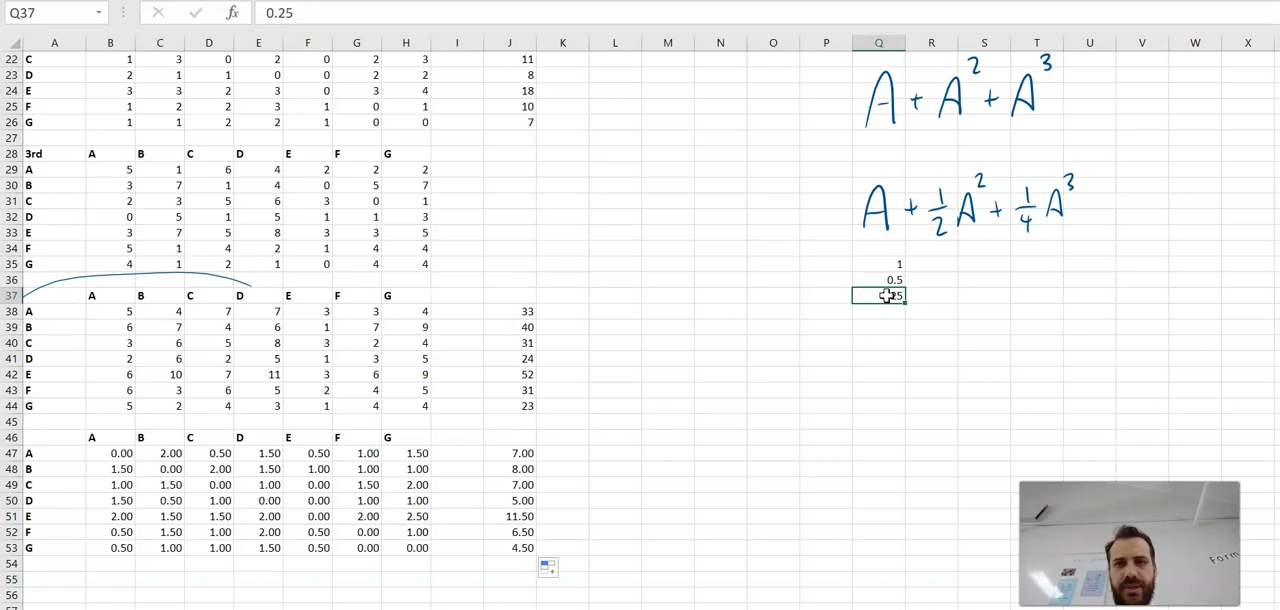 Q37 fx 0.25
A B C D E F G H I J K L M N O P Q R S T U V W X
22 C 1 3 0 2 0 2 3 11
23 D 2 1 1 0 0 2 2 8
24 E 3 3 2 3 0 3 4 18
25 F 1 2 2 3 1 0 1 10
26 G 1 1 2 2 1 0 0 7
27
28 3rd A B C D E F G
29 A 5 1 6 4 2 2 2
30 B 3 7 1 4 0 5 7
31 C 2 3 5 5 3 0 1
32 D 0 5 1 5 1 1 3
33 E 3 7 5 8 3 3 5
34 F 5 1 4 2 1 4 4
35 G 4 1 2 1 0 4 4
36
37 A B C D E F G
38 A 5 4 7 7 3 3 4 33
39 B 6 7 4 6 1 7 9 40
40 C 3 6 5 8 3 2 4 31
41 D 2 6 2 5 1 3 5 24
42 E 6 10 7 11 3 6 9 52
43 F 6 3 6 5 2 4 5 31
44 G 5 2 4 3 1 4 4 23
45
46 A B C D E F G
47 A 0.00 2.00 0.50 1.50 0.50 1.00 1.50 7.00
48 B 1.50 0.00 2.00 1.50 1.00 1.00 1.00 8.00
49 C 1.00 1.50 0.00 1.00 0.00 1.50 2.00 7.00
50 D 1.50 0.50 1.00 0.00 0.00 1.00 1.00 5.00
51 E 2.00 1.50 1.50 2.00 0.00 2.00 2.50 11.50
52 F 0.50 1.50 1.00 2.00 0.50 0.00 1.00 6.50
53 G 0.50 1.00 1.00 1.50 0.50 0.00 0.00 4.50
54
55
56
A + A² + A³
A + 1/2 A² + 1/4 A³
1
0.5
Form